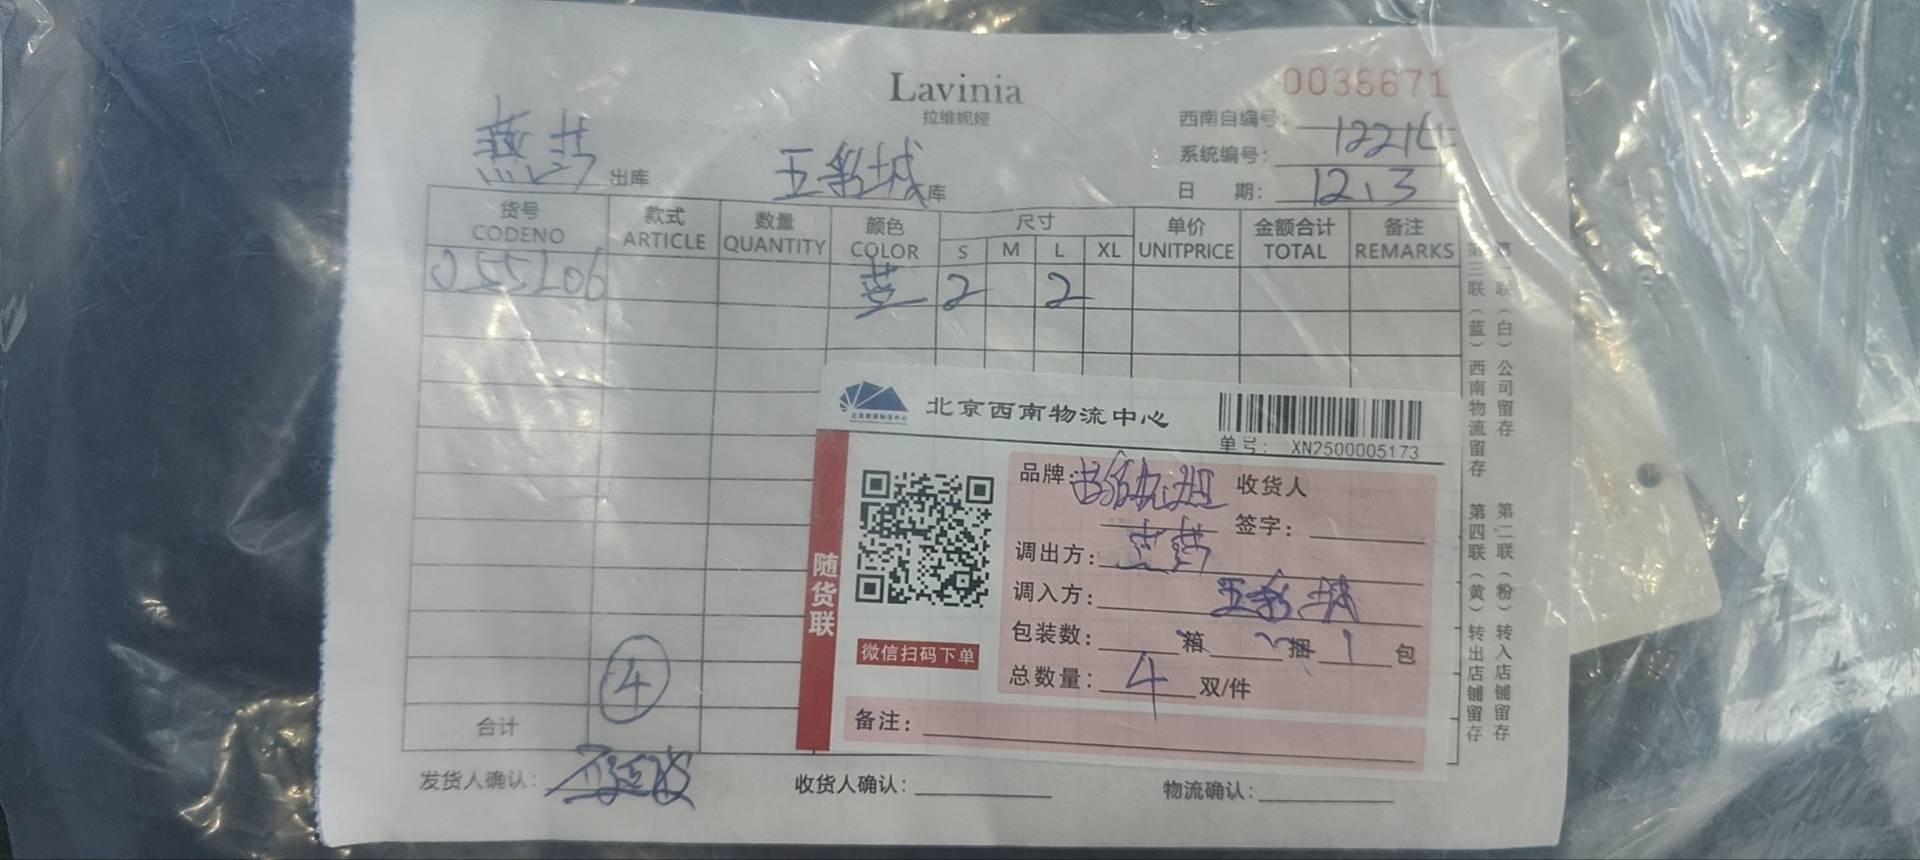 Lavinia
拉维妮娅
0036671
西南自编号: 12214
系统编号:
日 期: 12.3
燕莎 出库 五彩城 库
货号 款式 数量 颜色 尺寸 单价 金额合计 备注
CODENO ARTICLE QUANTITY COLOR S M L XL UNITPRICE TOTAL REMARKS
2 2
④
合计
发货人确认: 收货人确认: 物流确认:
北京西南物流中心
单号: XN2500005173
随货联
微信扫码下单
品牌: 收货人
签字:
调出方: 燕莎
调入方: 五彩城
包装数: 箱 捆 1 包
总数量: 4 双/件
备注:
第一联（白）公司留存 第二联（粉）转入店铺留存
第三联（蓝）西南物流留存 第四联（黄）转出店铺留存